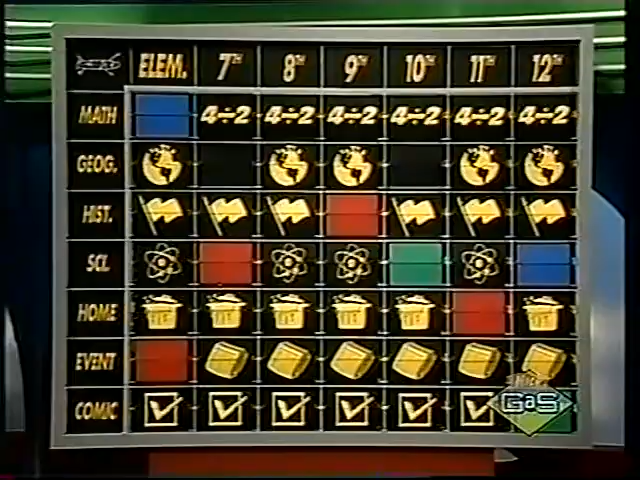 ELEM. 7TH 8TH 9TH 10TH 11TH 12TH
MATH 4÷2 4÷2 4÷2 4÷2 4÷2 4÷2
GEOG.
HIST.
SCI.
HOME
EVENT
COMIC
GaS